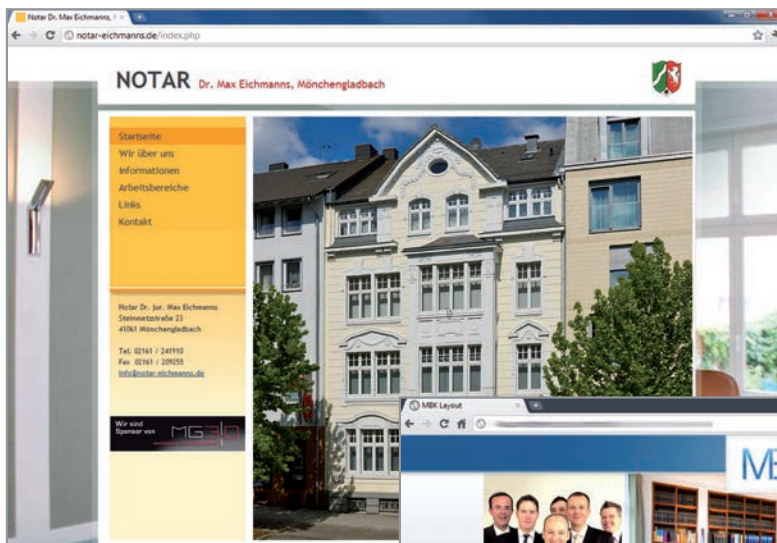 Notar Dr. Max Eichmanns, M
notar-eichmanns.de/index.php
NOTAR Dr. Max Eichmanns, Mönchengladbach
Startseite
Wir über uns
Informationen
Arbeitsbereiche
Links
Kontakt
Notar Dr. jur. Max Eichmanns
Steinmetzstraße 23
41061 Mönchengladbach
Tel. 02161 / 241910
Fax 02161 / 209255
info@notar-eichmanns.de
Wir sind
Sponsor von
MG3|0
MBK Layout